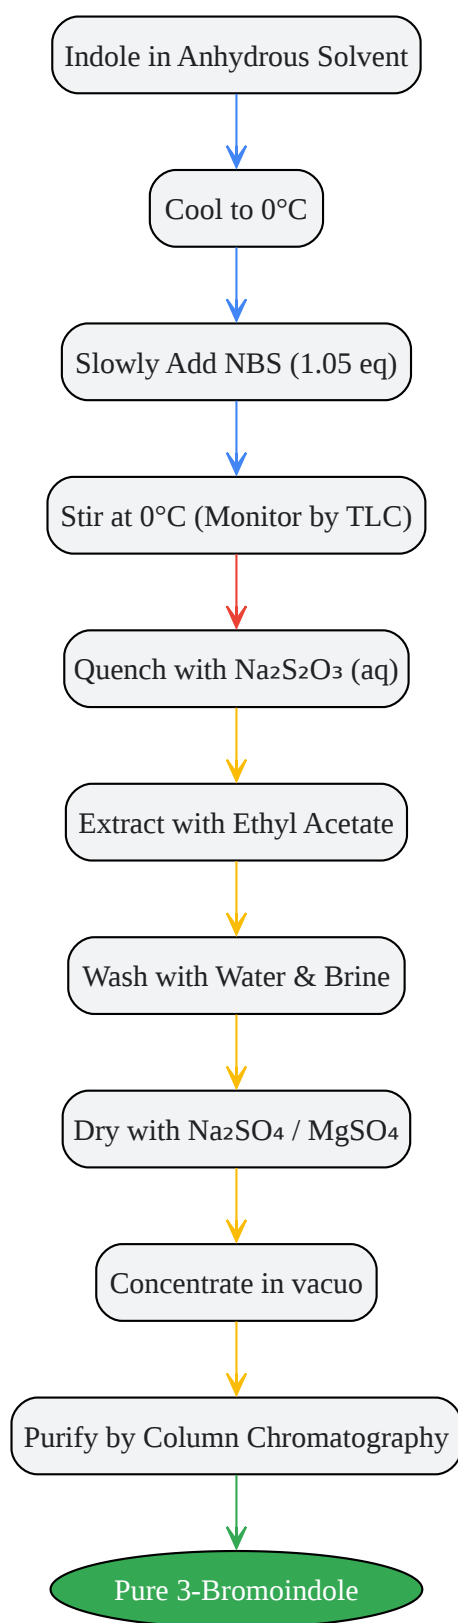 Indole in Anhydrous Solvent
Cool to 0°C
Slowly Add NBS (1.05 eq)
Stir at 0°C (Monitor by TLC)
Quench with Na₂S₂O₃ (aq)
Extract with Ethyl Acetate
Wash with Water & Brine
Dry with Na₂SO₄ / MgSO₄
Concentrate in vacuo
Purify by Column Chromatography
Pure 3-Bromoindole